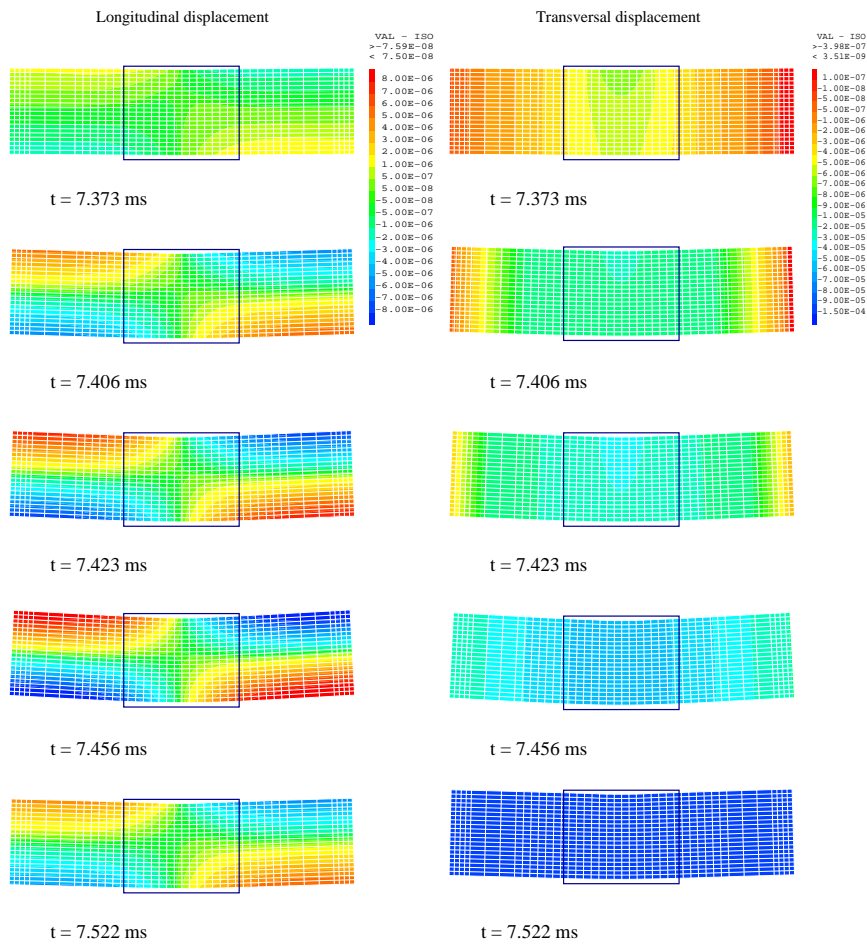 Longitudinal displacement
Transversal displacement
VAL - ISO
>-7.59E-08
< 7.50E-08
8.00E-06
7.00E-06
6.00E-06
5.00E-06
4.00E-06
3.00E-06
2.00E-06
1.00E-06
5.00E-07
5.00E-08
-5.00E-08
-5.00E-07
-1.00E-06
-2.00E-06
-3.00E-06
-4.00E-06
5.00E-06
-6.00E-06
-7.00E-06
-8.00E-06
VAL - ISO
>-3.98E-07
< 3.51E-09
1.00E-07
-1.00E-08
-5.00E-08
-1.00E-07
-5.00E-07
-1.00E-06
-2.00E-06
-3.00E-06
-4.00E-06
-5.00E-06
-6.00E-06
-7.00E-06
-8.00E-06
-9.00E-06
-1.00E-05
-2.00E-05
-3.00E-05
-4.00E-05
-5.00E-05
-6.00E-05
-7.00E-05
-8.00E-05
-9.00E-05
-1.50E-04
t = 7.373 ms
t = 7.373 ms
t = 7.406 ms
t = 7.406 ms
t = 7.423 ms
t = 7.423 ms
t = 7.456 ms
t = 7.456 ms
t = 7.522 ms
t = 7.522 ms